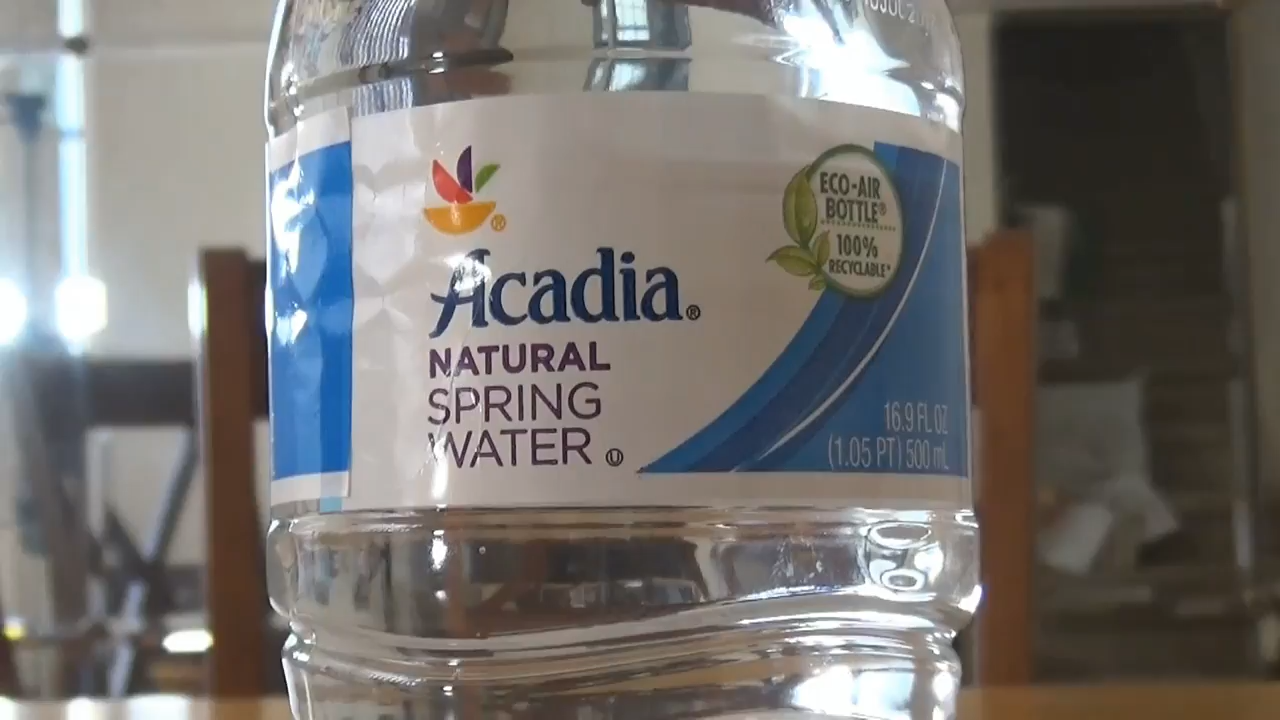 ECO-AIR
BOTTLE®
100%
RECYCLABLE*
®
Acadia®
NATURAL
SPRING
WATER Ⓤ
16.9 FL OZ
(1.05 PT) 500 mL